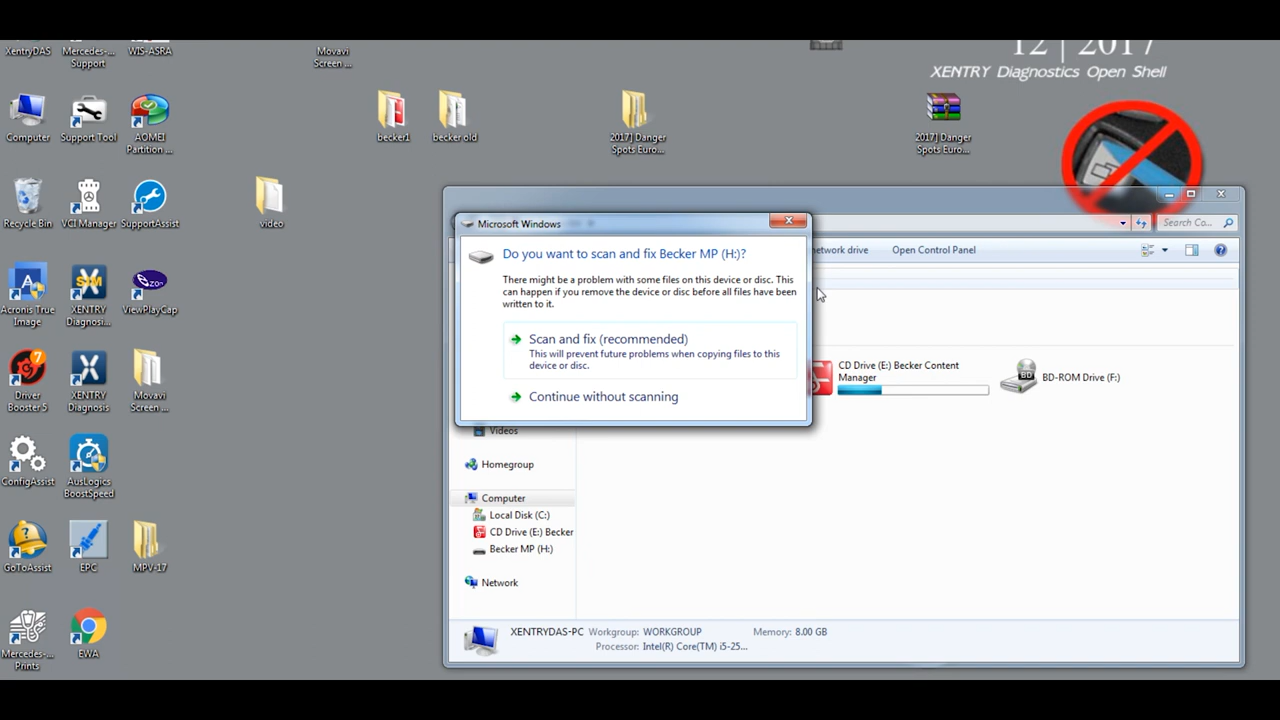 12 | 2017
XENTRY Diagnostics Open Shell
XentryDAS
Mercedes-...
Support
WIS-ASRA
Movavi
Screen ...
Computer
Support Tool
AOMEI
Partition ...
becker1
becker old
2017] Danger
Spots Euro...
2017] Danger
Spots Euro...
Recycle Bin
VCI Manager
SupportAssist
video
Acronis True
Image
XENTRY
Diagnosi...
ViewPlayCap
7
Driver
Booster 5
XENTRY
Diagnosis
Movavi
Screen ...
ConfigAssist
AusLogics
BoostSpeed
GoToAssist
EPC
MPV-17
Mercedes-...
Prints
EWA
Search Co...
network drive
Open Control Panel
Microsoft Windows
Do you want to scan and fix Becker MP (H:)?
There might be a problem with some files on this device or disc. This
can happen if you remove the device or disc before all files have been
written to it.
Scan and fix (recommended)
This will prevent future problems when copying files to this
device or disc.
Continue without scanning
CD Drive (E:) Becker Content
Manager
BD
BD-ROM Drive (F:)
Videos
Homegroup
Computer
Local Disk (C:)
CD Drive (E:) Becker
Becker MP (H:)
Network
XENTRYDAS-PC
Workgroup: WORKGROUP
Memory: 8.00 GB
Processor: Intel(R) Core(TM) i5-25...